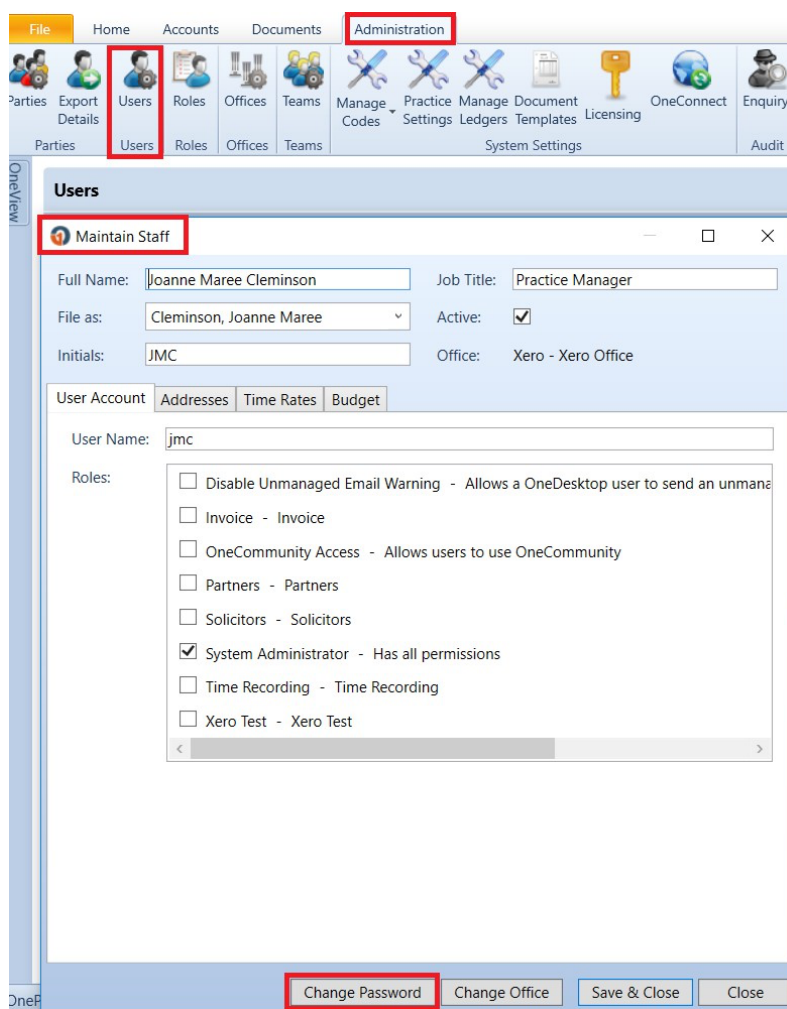 File Home Accounts Documents Administration
Parties Export Details Users Roles Offices Teams Manage Codes Practice Settings Manage Ledgers Document Templates Licensing OneConnect Enquiry
Parties Users Roles Offices Teams System Settings Audit
OneView
Users
Maintain Staff
Full Name: Joanne Maree Cleminson Job Title: Practice Manager
File as: Cleminson, Joanne Maree Active:
Initials: JMC Office: Xero - Xero Office
User Account Addresses Time Rates Budget
User Name: jmc
Roles: Disable Unmanaged Email Warning - Allows a OneDesktop user to send an unmana
Invoice - Invoice
OneCommunity Access - Allows users to use OneCommunity
Partners - Partners
Solicitors - Solicitors
System Administrator - Has all permissions
Time Recording - Time Recording
Xero Test - Xero Test
Change Password Change Office Save & Close Close
OneP